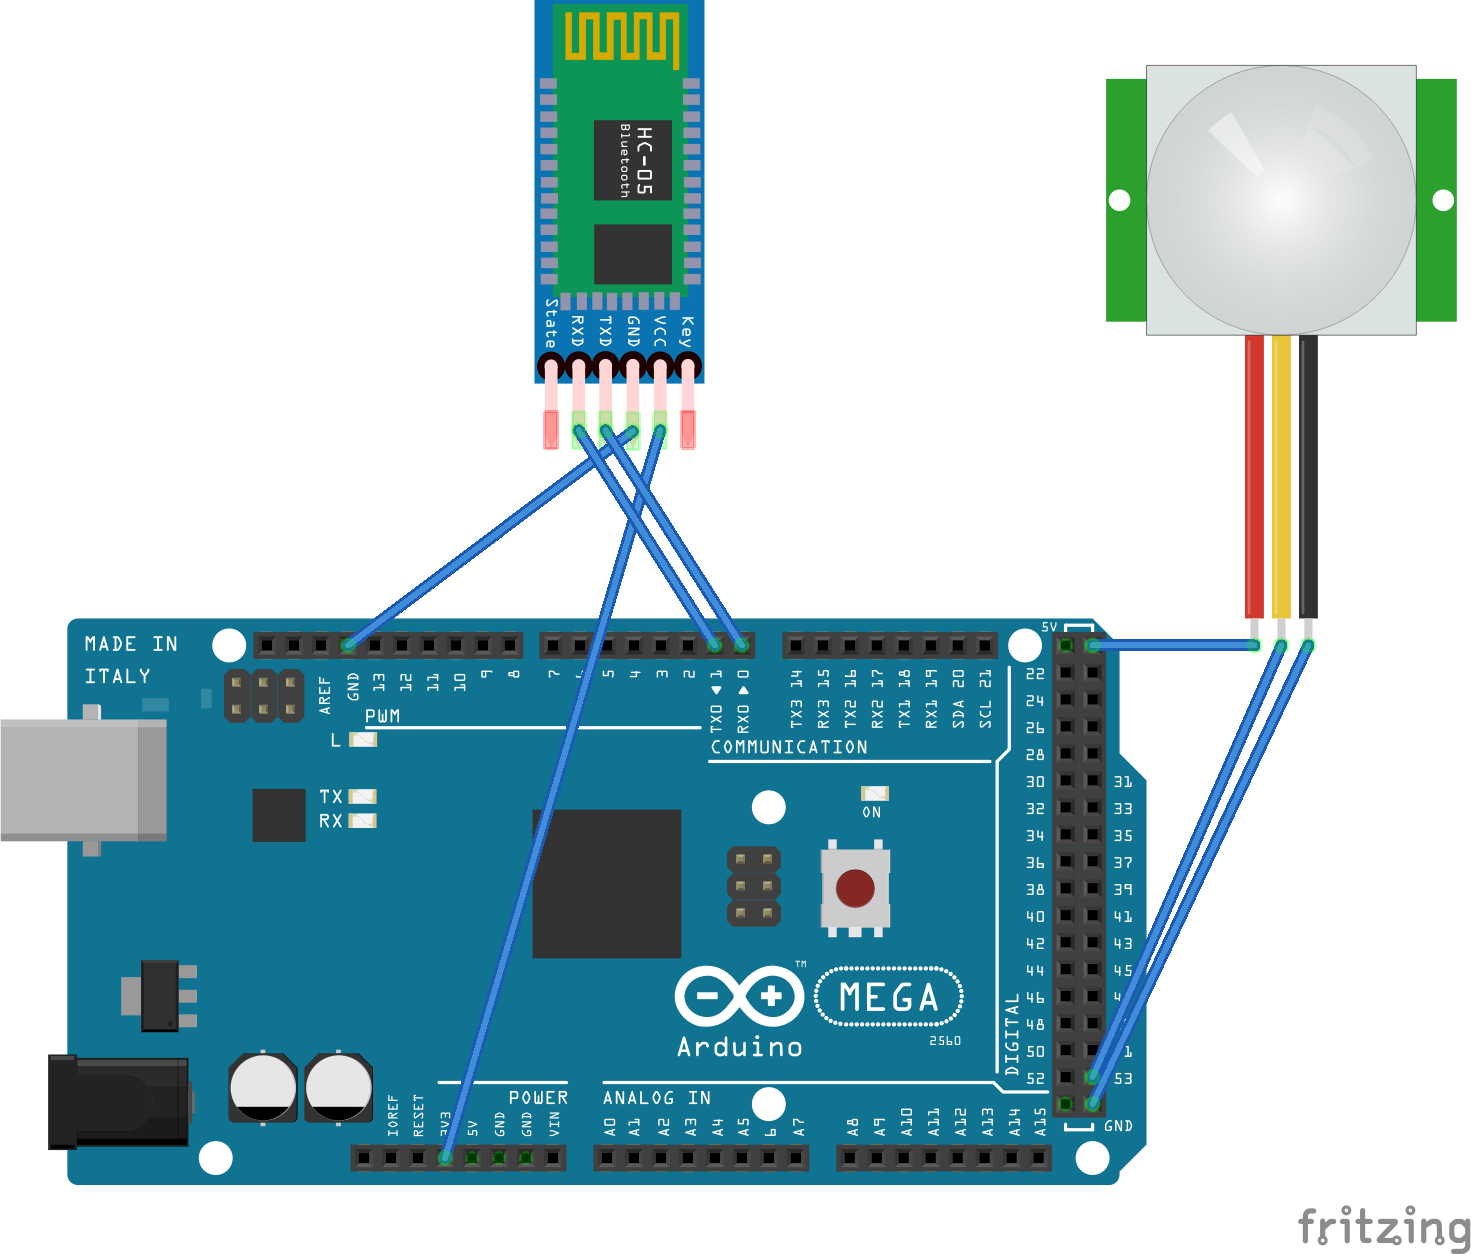 HC-05
Bluetooth
State
RXD
TXD
GND
VCC
Key
MADE IN
ITALY
AREF
GND
13
12
11
10
9
8
7
5
4
3
2
TX0 1
RX0 0
TX3 14
RX3 15
TX2 16
RX2 17
TX1 18
RX1 19
SDA 20
SCL 21
PWM
COMMUNICATION
L
TX
RX
ON
5V
22
24
26
28
30 31
32 33
34 35
36 37
38 39
40 41
42 43
44 45
46
48
50
52 53
GND
DIGITAL
TM
MEGA
2560
Arduino
POWER
ANALOG IN
IOREF
RESET
3V3
5V
GND
GND
VIN
A0
A1
A2
A3
A4
A5
6
A7
A8
A9
A10
A11
A12
A13
A14
A15
fritzing